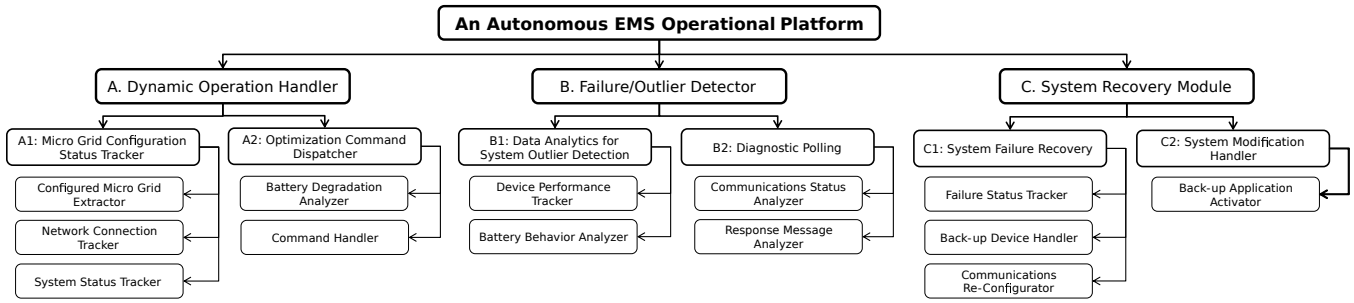 An Autonomous EMS Operational Platform
A. Dynamic Operation Handler
B. Failure/Outlier Detector
C. System Recovery Module
A1: Micro Grid Configuration
Status Tracker
Configured Micro Grid
Extractor
Network Connection
Tracker
System Status Tracker
A2: Optimization Command
Dispatcher
Battery Degradation
Analyzer
Command Handler
B1: Data Analytics for
System Outlier Detection
Device Performance
Tracker
Battery Behavior Analyzer
B2: Diagnostic Polling
Communications Status
Analyzer
Response Message
Analyzer
C1: System Failure Recovery
Failure Status Tracker
Back-up Device Handler
Communications
Re-Configurator
C2: System Modification
Handler
Back-up Application
Activator